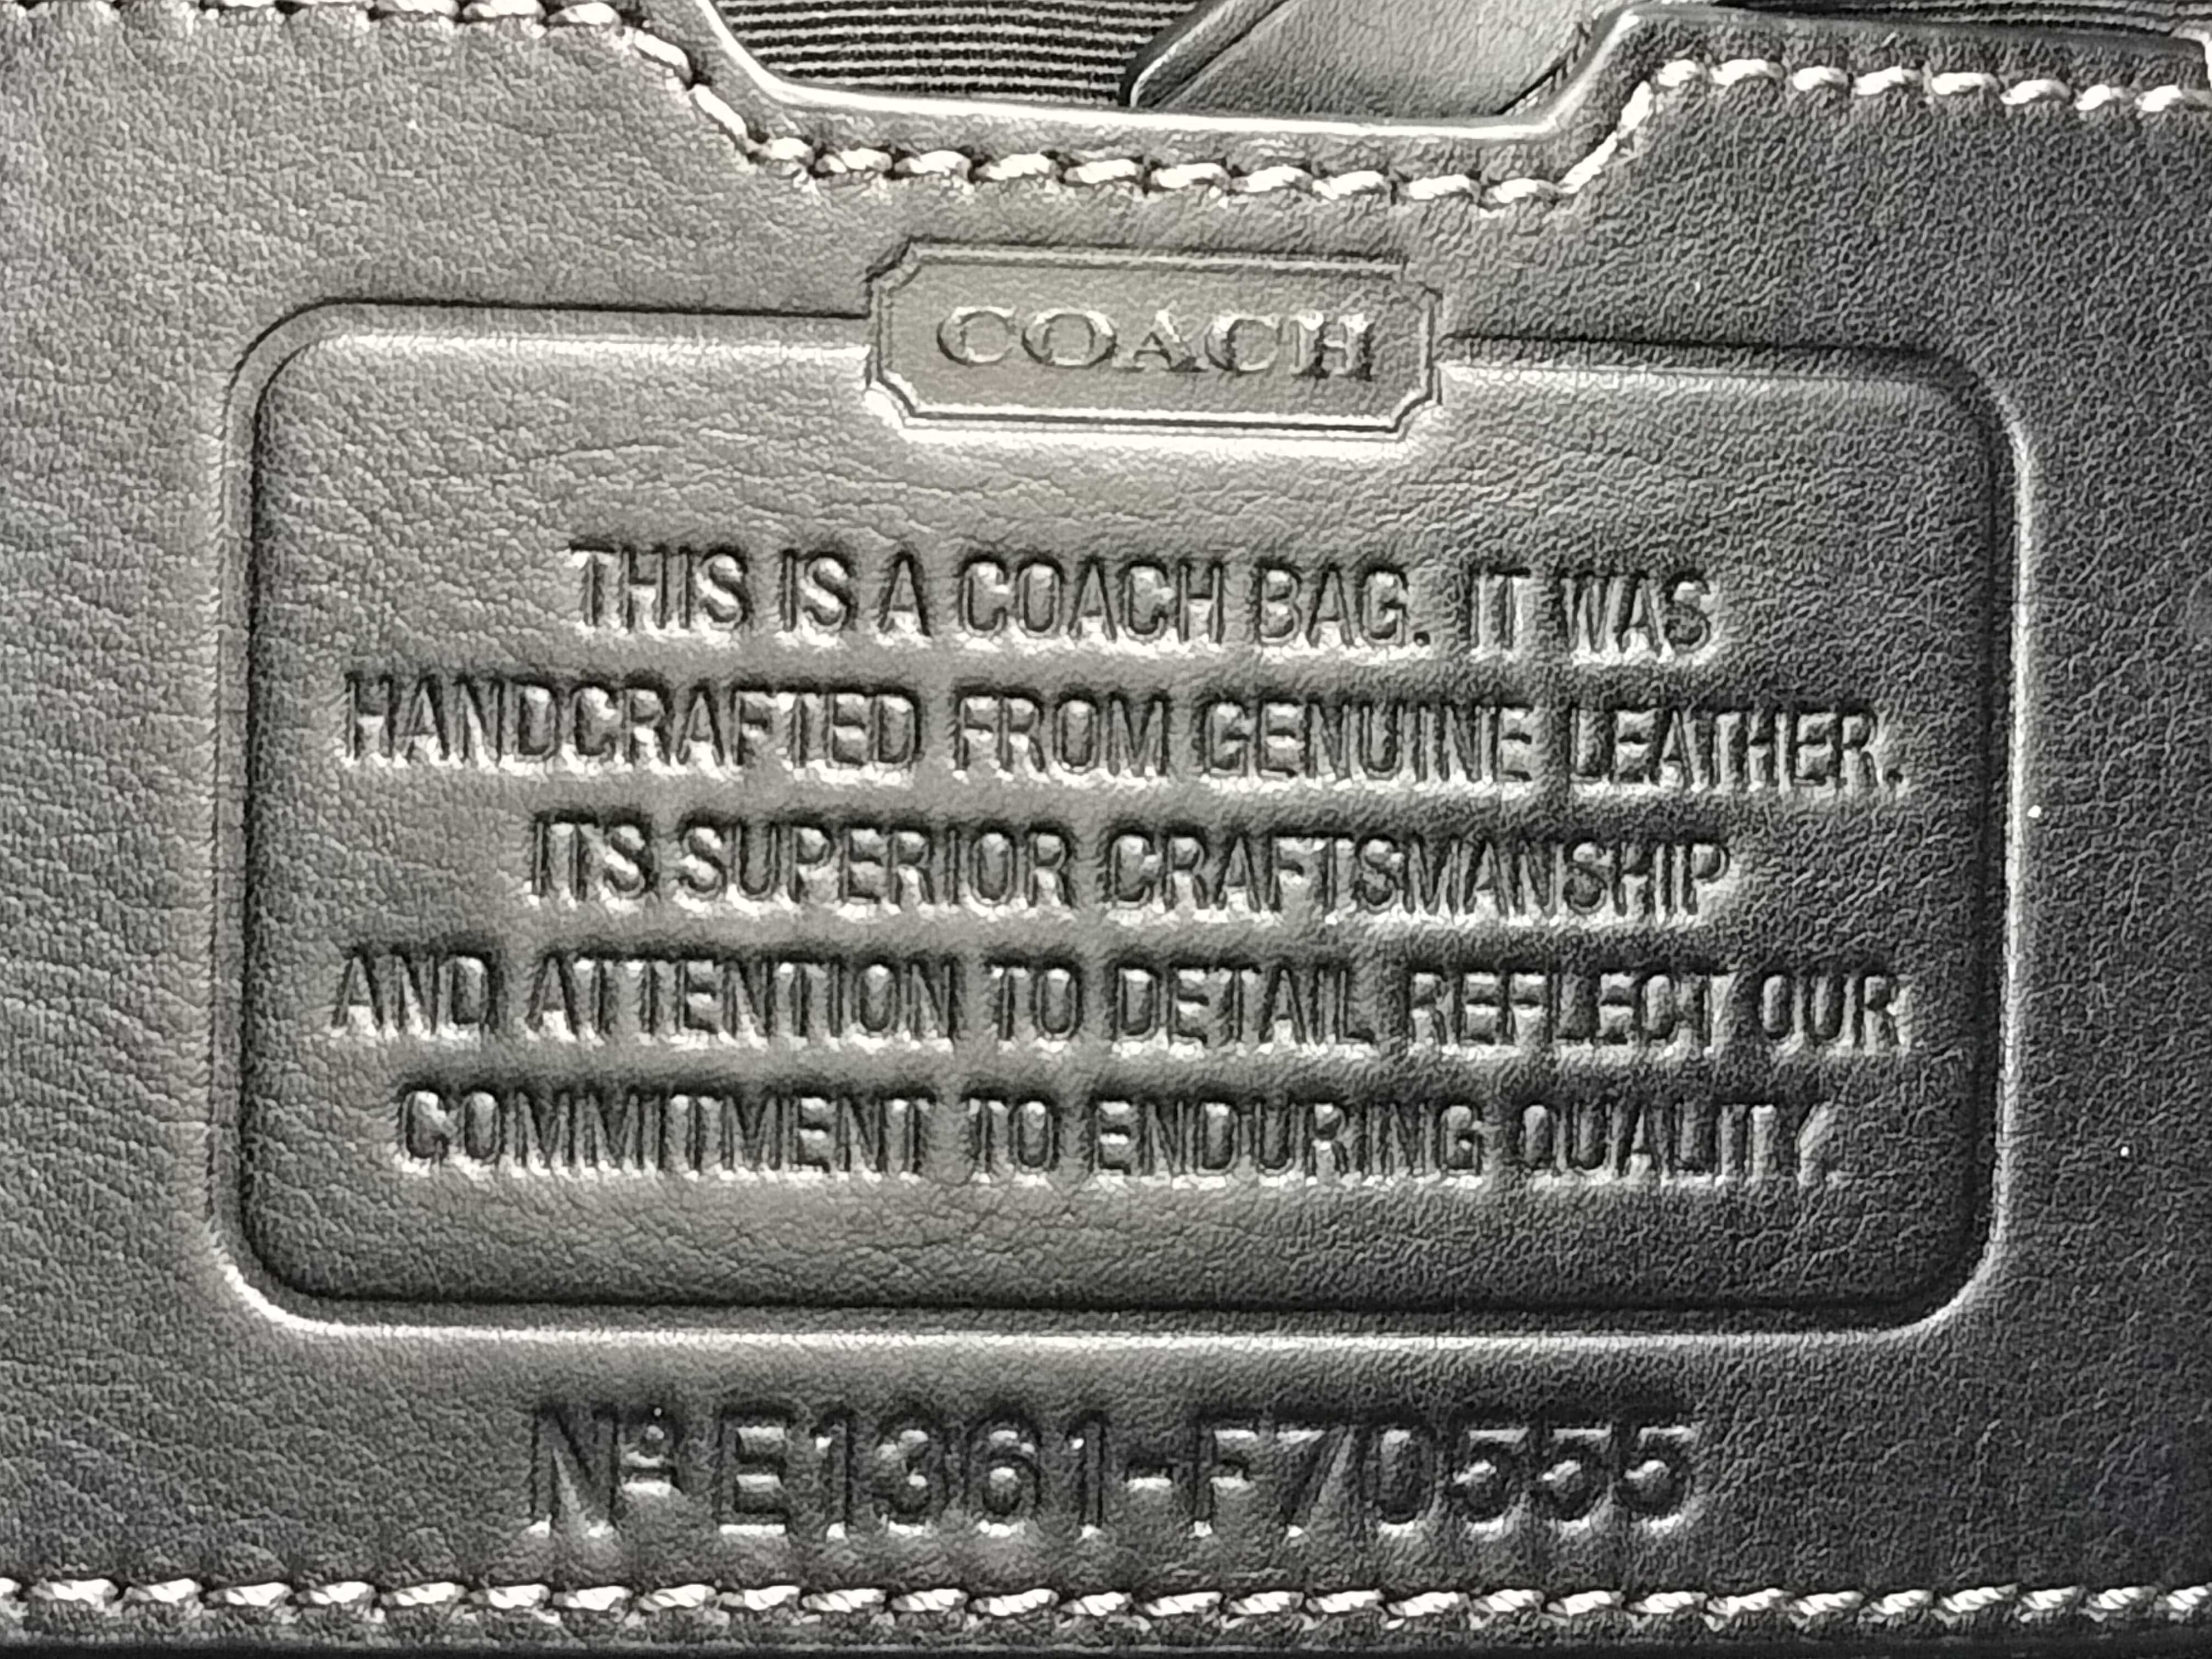 COACH
THIS IS A COACH BAG. IT WAS
HANDCRAFTED FROM GENUINE LEATHER.
ITS SUPERIOR CRAFTSMANSHIP
AND ATTENTION TO DETAIL REFLECT OUR
COMMITMENT TO ENDURING QUALITY.
Nº E1361-F70555